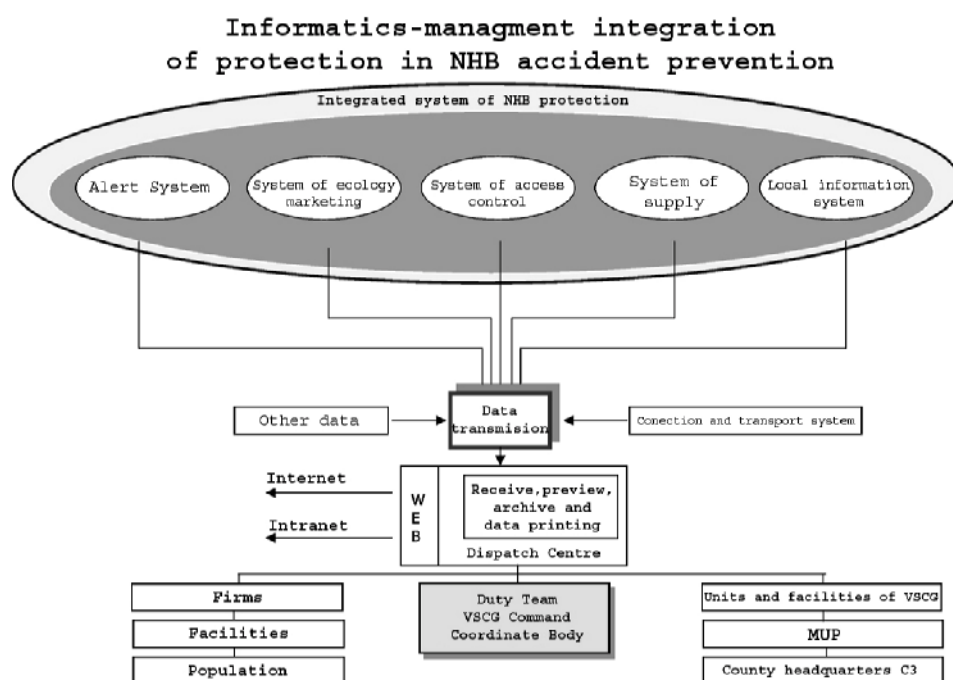 Informatics-managment integration
of protection in NHB accident prevention
Integrated system of NHB protection
Alert System
System of ecology
marketing
System of access
control
System of
supply
Local information
system
Other data
Data
transmision
Conection and transport system
Internet
Intranet
W
E
B
Receive,preview,
archive and
data printing
Dispatch Centre
Firms
Facilities
Population
Duty Team
VSCG Command
Coordinate Body
Units and facilities of VSCG
MUP
County headquarters C3